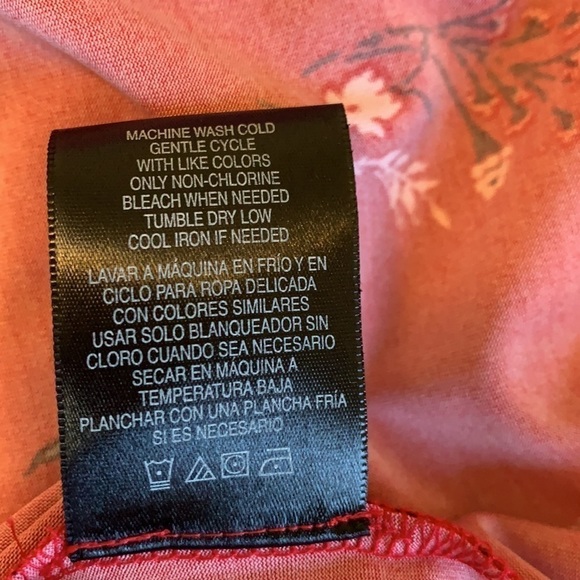 MACHINE WASH COLD
GENTLE CYCLE
WITH LIKE COLORS
ONLY NON-CHLORINE
BLEACH WHEN NEEDED
TUMBLE DRY LOW
COOL IRON IF NEEDED
LAVAR A MÁQUINA EN FRÍO Y EN
CICLO PARA ROPA DELICADA
CON COLORES SIMILARES
USAR SOLO BLANQUEADOR SIN
CLORO CUANDO SEA NECESARIO
SECAR EN MÁQUINA A
TEMPERATURA BAJA
PLANCHAR CON UNA PLANCHA FRÍA
SI ES NECESARIO